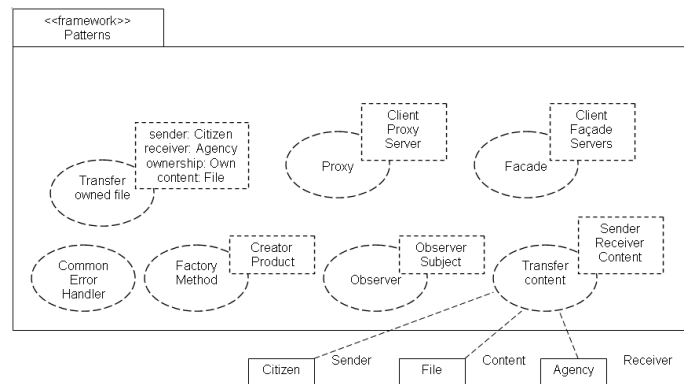 <<framework>>
Patterns
sender: Citizen
receiver: Agency
ownership: Own
content: File
Transfer
owned file
Client
Proxy
Server
Proxy
Client
Façade
Servers
Facade
Common
Error
Handler
Creator
Product
Factory
Method
Observer
Subject
Observer
Sender
Receiver
Content
Transfer
content
Citizen
Sender
File
Content
Agency
Receiver